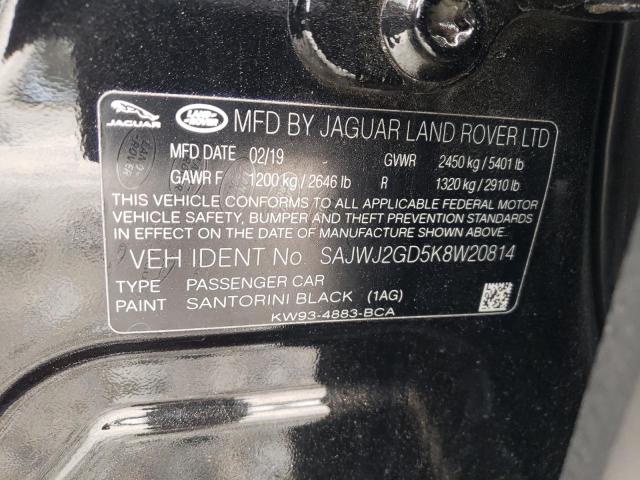 JAGUAR LAND ROVER MFD BY JAGUAR LAND ROVER LTD
MFD DATE 02/19 GVWR 2450 kg / 5401 lb
GAWR F 1200 kg / 2646 lb R 1320 kg / 2910 lb
THIS VEHICLE CONFORMS TO ALL APPLICABLE FEDERAL MOTOR
VEHICLE SAFETY, BUMPER AND THEFT PREVENTION STANDARDS
IN EFFECT ON THE DATE OF MANUFACTURE SHOWN ABOVE.
VEH IDENT No. SAJWJ2GD5K8W20814
TYPE PASSENGER CAR
PAINT SANTORINI BLACK (1AG)
KW93-4883-BCA